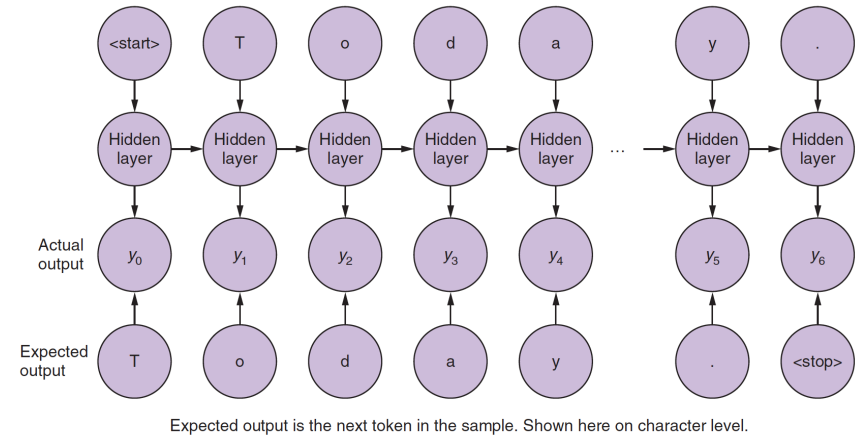 <start> T o d a y .
Hidden layer Hidden layer Hidden layer Hidden layer Hidden layer ... Hidden layer Hidden layer
Actual output y0 y1 y2 y3 y4 y5 y6
Expected output T o d a y . <stop>
Expected output is the next token in the sample. Shown here on character level.